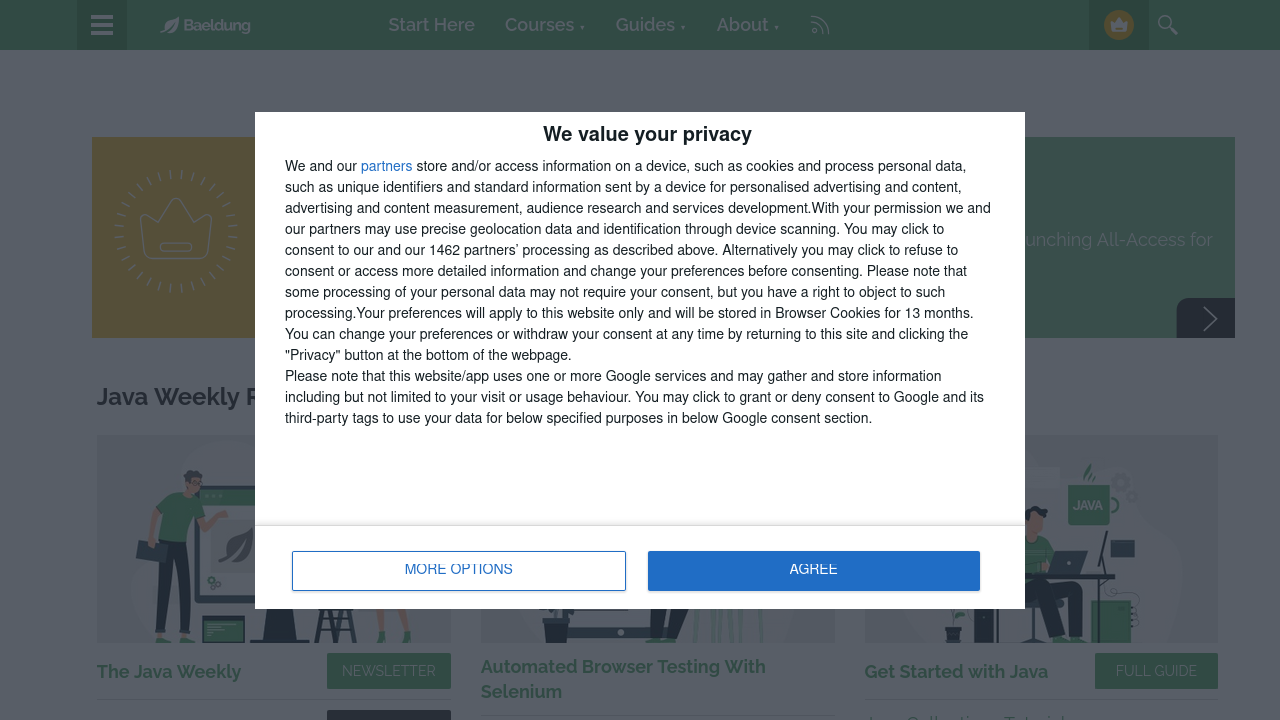 Baeldung
Start Here
Courses ▾
Guides ▾
About ▾
We value your privacy
We and our partners store and/or access information on a device, such as cookies and process personal data,
such as unique identifiers and standard information sent by a device for personalised advertising and content,
advertising and content measurement, audience research and services development.With your permission we and
our partners may use precise geolocation data and identification through device scanning. You may click to
consent to our and our 1462 partners’ processing as described above. Alternatively you may click to refuse to
consent or access more detailed information and change your preferences before consenting. Please note that
some processing of your personal data may not require your consent, but you have a right to object to such
processing.Your preferences will apply to this website only and will be stored in Browser Cookies for 13 months.
You can change your preferences or withdraw your consent at any time by returning to this site and clicking the
"Privacy" button at the bottom of the webpage.
Please note that this website/app uses one or more Google services and may gather and store information
including but not limited to your visit or usage behaviour. You may click to grant or deny consent to Google and its
third-party tags to use your data for below specified purposes in below Google consent section.
MORE OPTIONS
AGREE
All-Access for
Java Weekly
JAVA
The Java Weekly
NEWSLETTER
Automated Browser Testing With
Selenium
Get Started with Java
FULL GUIDE